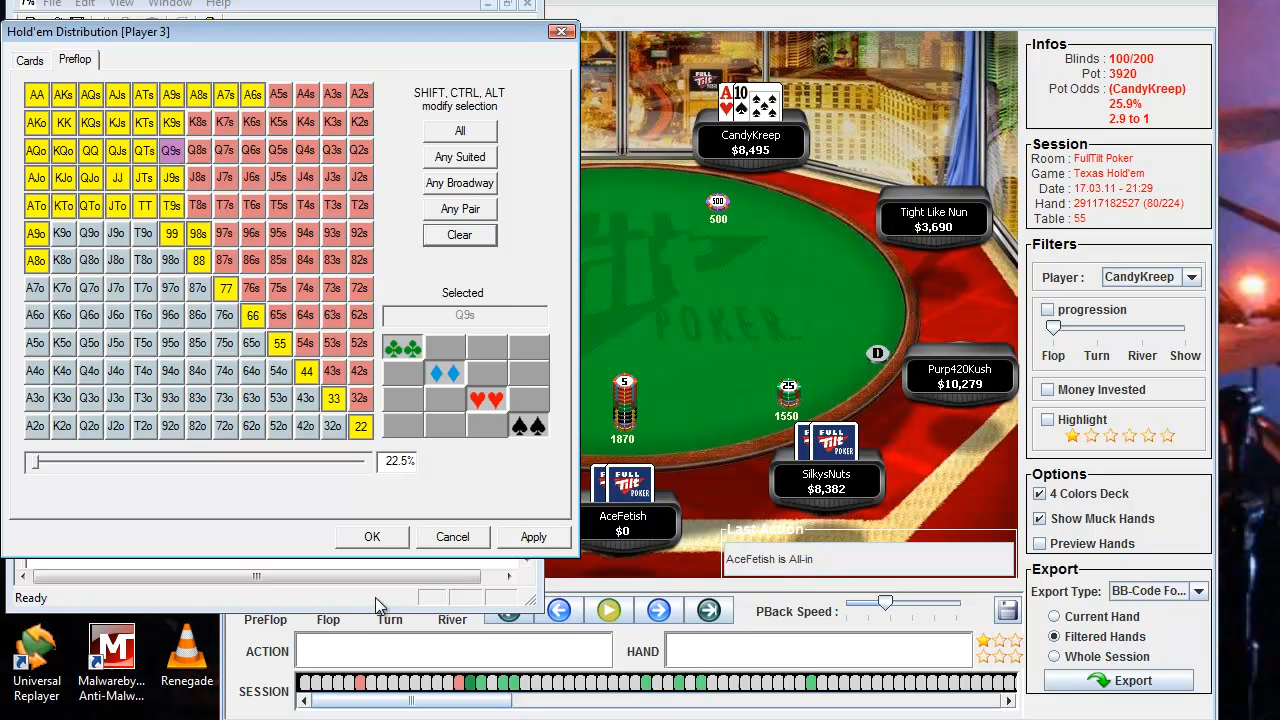 File Edit View Window Help
Hold'em Distribution [Player 3]
Cards Preflop
AA AKs AQs AJs ATs A9s A8s A7s A6s A5s A4s A3s A2s
AKo KK KQs KJs KTs K9s K8s K7s K6s K5s K4s K3s K2s
AQo KQo QQ QJs QTs Q9s Q8s Q7s Q6s Q5s Q4s Q3s Q2s
AJo KJo QJo JJ JTs J9s J8s J7s J6s J5s J4s J3s J2s
ATo KTo QTo JTo TT T9s T8s T7s T6s T5s T4s T3s T2s
A9o K9o Q9o J9o T9o 99 98s 97s 96s 95s 94s 93s 92s
A8o K8o Q8o J8o T8o 98o 88 87s 86s 85s 84s 83s 82s
A7o K7o Q7o J7o T7o 97o 87o 77 76s 75s 74s 73s 72s
A6o K6o Q6o J6o T6o 96o 86o 76o 66 65s 64s 63s 62s
A5o K5o Q5o J5o T5o 95o 85o 75o 65o 55 54s 53s 52s
A4o K4o Q4o J4o T4o 94o 84o 74o 64o 54o 44 43s 42s
A3o K3o Q3o J3o T3o 93o 83o 73o 63o 53o 43o 33 32s
A2o K2o Q2o J2o T2o 92o 82o 72o 62o 52o 42o 32o 22
22.5%
SHIFT, CTRL, ALT
modify selection
All
Any Suited
Any Broadway
Any Pair
Clear
Selected
Q9s
OK Cancel Apply
Ready
Universal
Replayer
Malwareby...
Anti-Malw...
Renegade
A 10
CandyKreep
$8,495
500
500
Tight Like Nun
$3,690
POKER
D
Purp420Kush
$10,279
5
1870
25
1550
FULL
TILT
POKER
SilkysNuts
$8,382
FULL
TILT
POKER
AceFetish
$0
Last Action
AceFetish is All-in
PreFlop Flop Turn River
PBack Speed :
ACTION
HAND
SESSION
Infos
Blinds: 100/200
Pot: 3920
Pot Odds: (CandyKreep)
25.9%
2.9 to 1
Session
Room : FullTilt Poker
Game : Texas Hold'em
Date : 17.03.11 - 21:29
Hand : 29117182527 (80/224)
Table : 55
Filters
Player: CandyKreep
progression
Flop Turn River Show
Money Invested
Highlight
Options
4 Colors Deck
Show Muck Hands
Preview Hands
Export
Export Type: BB-Code Fo...
Current Hand
Filtered Hands
Whole Session
Export